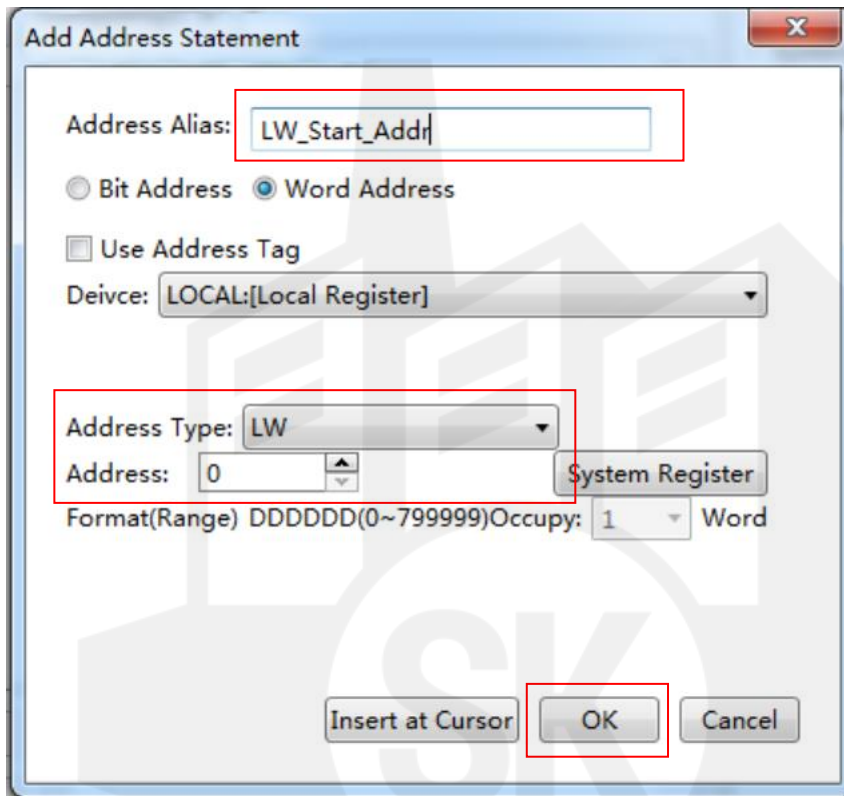 Add Address Statement
Address Alias: LW_Start_Addr
Bit Address Word Address
Use Address Tag
Deivce: LOCAL:[Local Register]
Address Type: LW
Address: 0 System Register
Format(Range) DDDDDD(0~799999)Occupy: 1 Word
SK
Insert at Cursor OK Cancel